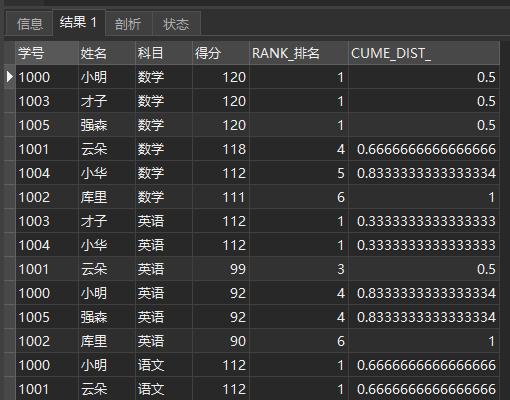 信息 结果 1 剖析 状态
学号 姓名 科目 得分 RANK_排名 CUME_DIST_
1000 小明 数学 120 1 0.5
1003 才子 数学 120 1 0.5
1005 强森 数学 120 1 0.5
1001 云朵 数学 118 4 0.6666666666666666
1004 小华 数学 112 5 0.8333333333333334
1002 库里 数学 111 6 1
1003 才子 英语 112 1 0.3333333333333333
1004 小华 英语 112 1 0.3333333333333333
1001 云朵 英语 99 3 0.5
1000 小明 英语 92 4 0.8333333333333334
1005 强森 英语 92 4 0.8333333333333334
1002 库里 英语 90 6 1
1000 小明 语文 112 1 0.6666666666666666
1001 云朵 语文 112 1 0.6666666666666666